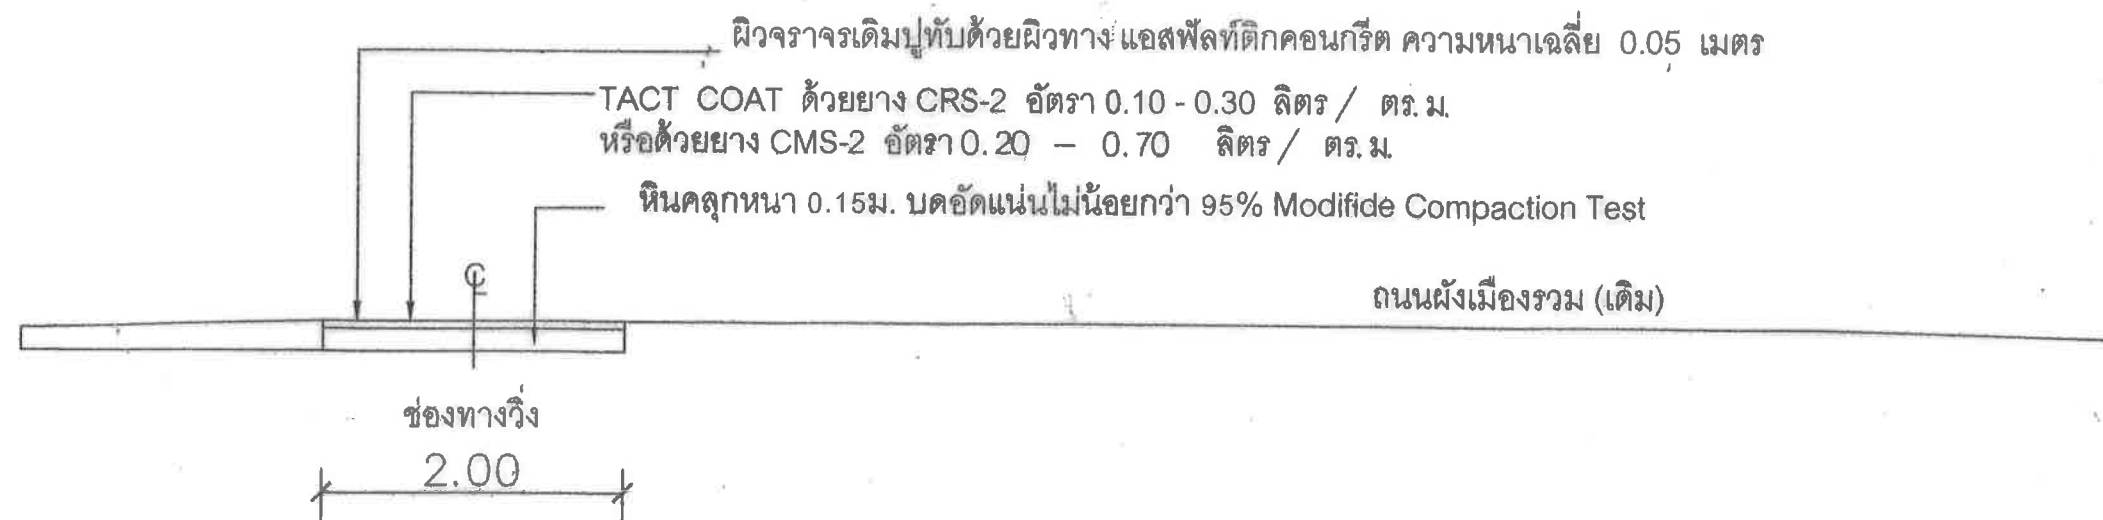 ผิวจราจรเดิมปูทับด้วยผิวทาง แอสฟัลท์ติกคอนกรีต ความหนาเฉลี่ย 0.05 เมตร
TACT COAT ด้วยยาง CRS-2 อัตรา 0.10 - 0.30 ลิตร / ตร.ม.
หรือด้วยยาง CMS-2 อัตรา 0.20 – 0.70 ลิตร / ตร.ม.
หินคลุกหนา 0.15ม. บดอัดแน่นไม่น้อยกว่า 95% Modifide Compaction Test
℄
ถนนผังเมืองรวม (เดิม)
ช่องทางวิ่ง
2.00